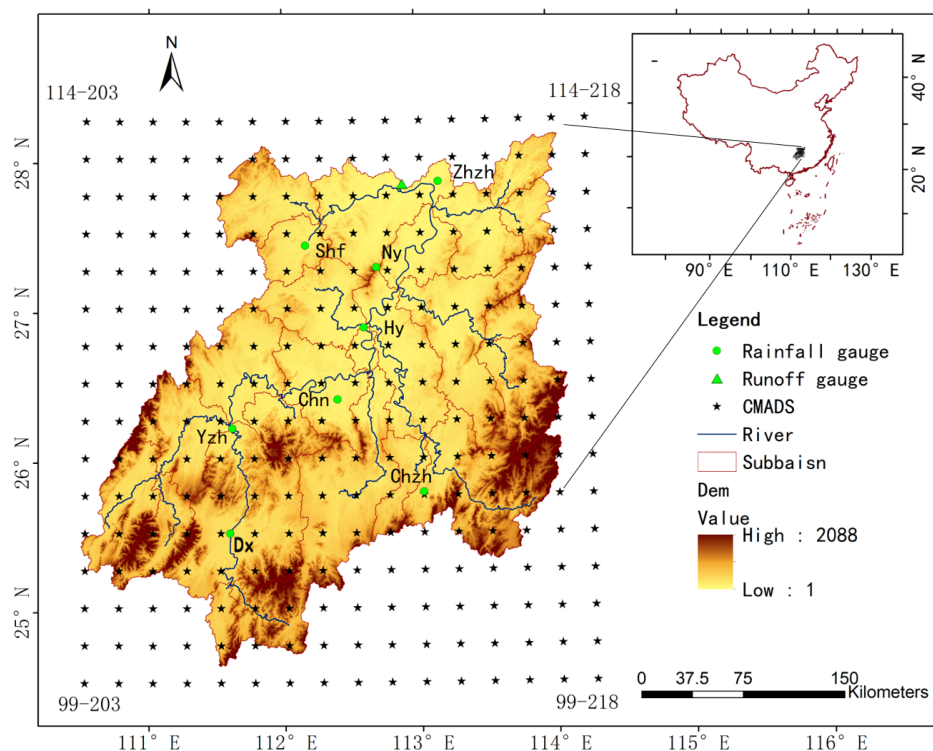 N
114-203
114-218
40° N
20° N
90° E
110° E
130° E
28° N
27° N
26° N
25° N
Zhzh
Shf
Ny
Hy
Chn
Yzh
Chzh
Dx
Legend
Rainfall gauge
Runoff gauge
CMADS
River
Subbaisn
Dem
Value
High : 2088
Low : 1
0 37.5 75 150
Kilometers
99-203
99-218
111° E 112° E 113° E 114° E 115° E 116° E